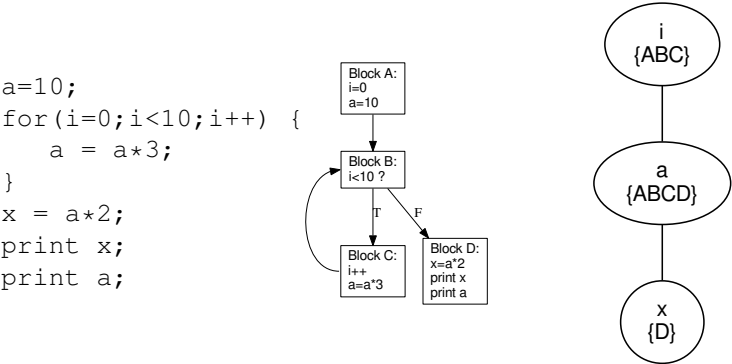 a=10;
for(i=0;i<10;i++) {
a = a*3;
}
x = a*2;
print x;
print a;
Block A:
i=0
a=10
Block B:
i<10 ?
T
F
Block C:
i++
a=a*3
Block D:
x=a*2
print x
print a
i
{ABC}
a
{ABCD}
x
{D}